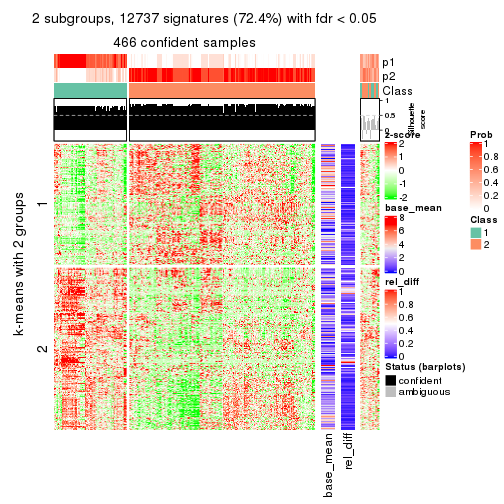 2 subgroups, 12737 signatures (72.4%) with fdr < 0.05
466 confident samples
p1
p2
Class
1
0.5
0
Silhouette
score
k-means with 2 groups
1
2
z-score
2
1
0
-1
-2
base_mean
8
6
4
2
0
rel_diff
1
0.8
0.6
0.4
0.2
0
Status (barplots)
confident
ambiguous
Prob
1
0.8
0.6
0.4
0.2
0
Class
1
2
base_mean
rel_diff